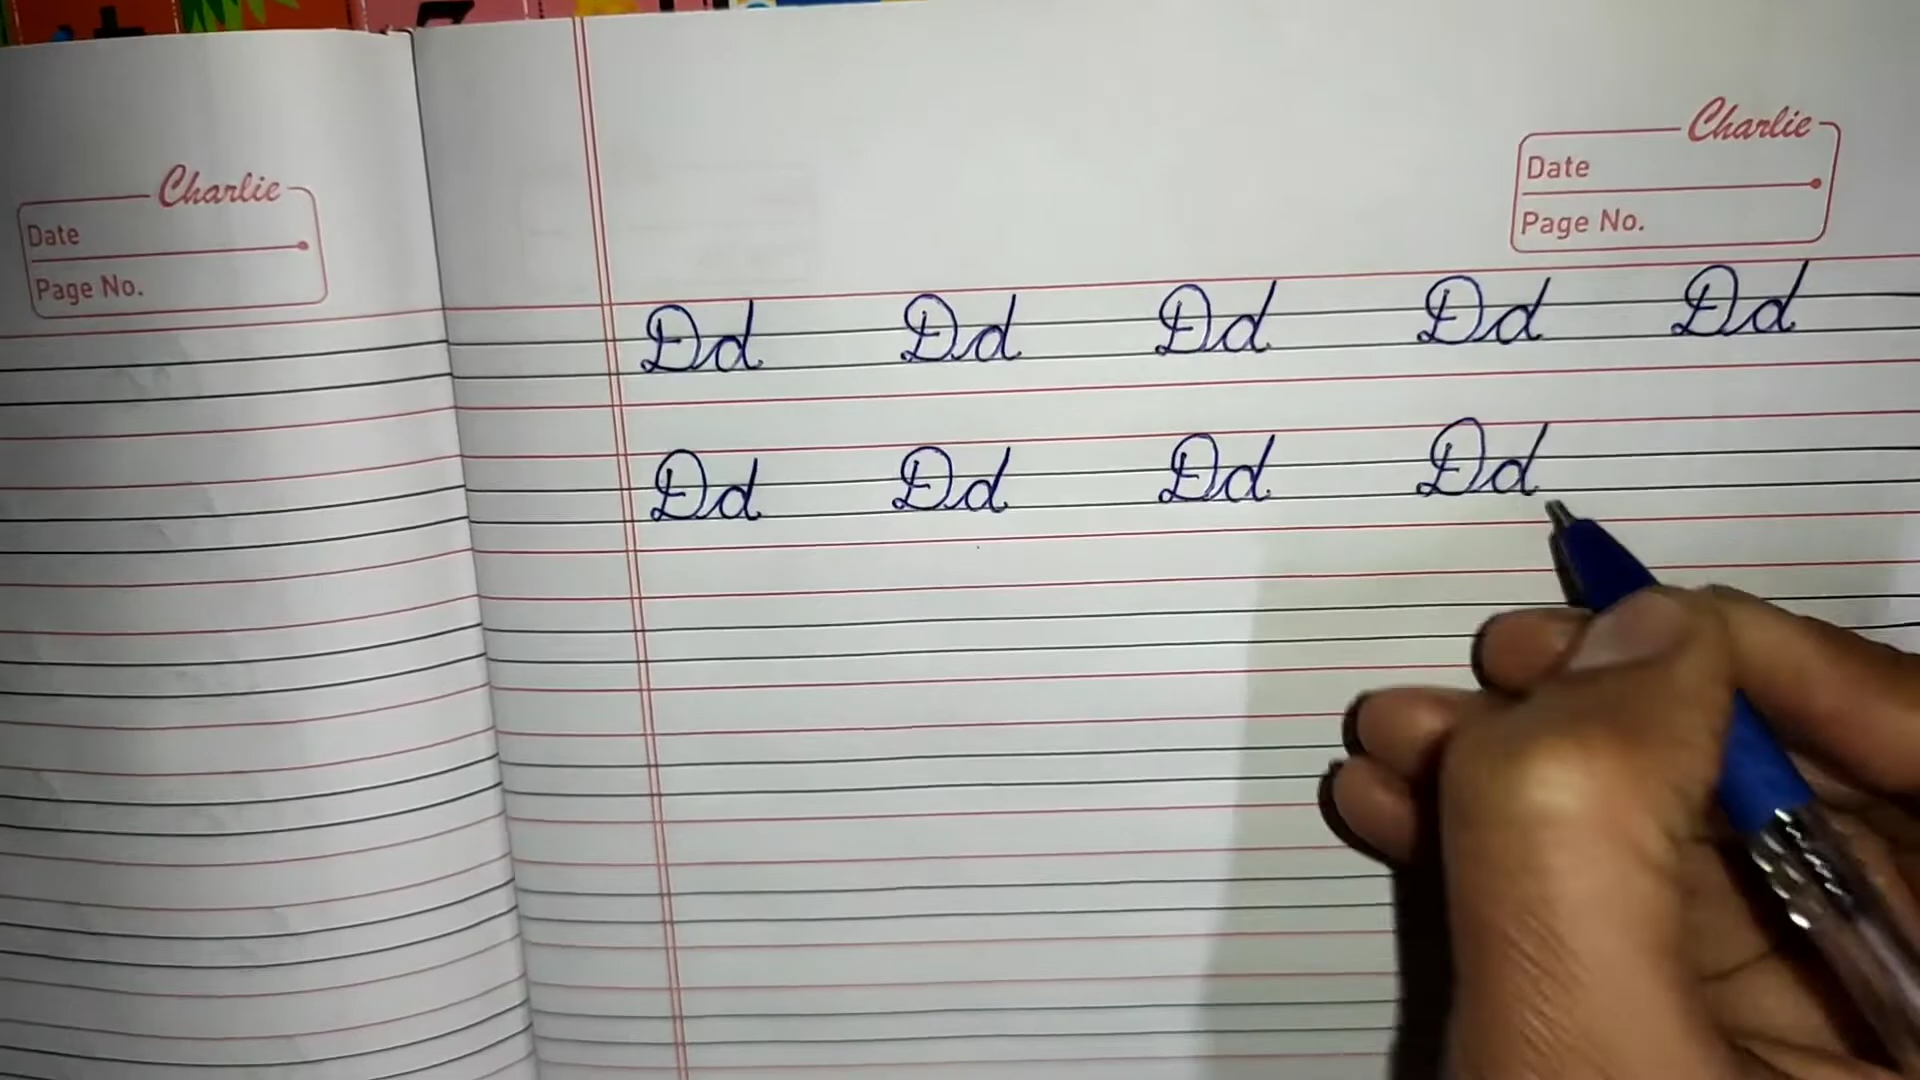 Charlie
Date
Page No.
Charlie
Date
Page No.
Dd Dd Dd Dd Dd
Dd Dd Dd Dd